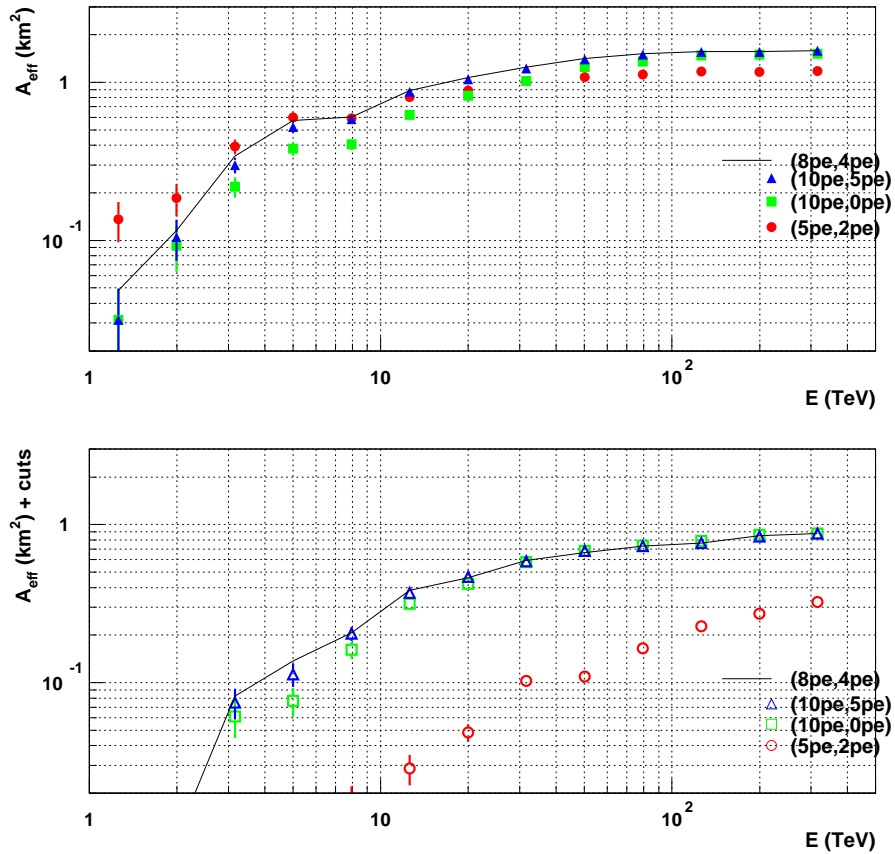 A_eff (km²)
1
10⁻¹
(8pe,4pe)
(10pe,5pe)
(10pe,0pe)
(5pe,2pe)
1
10
10²
E (TeV)
A_eff (km²) + cuts
1
10⁻¹
(8pe,4pe)
(10pe,5pe)
(10pe,0pe)
(5pe,2pe)
1
10
10²
E (TeV)